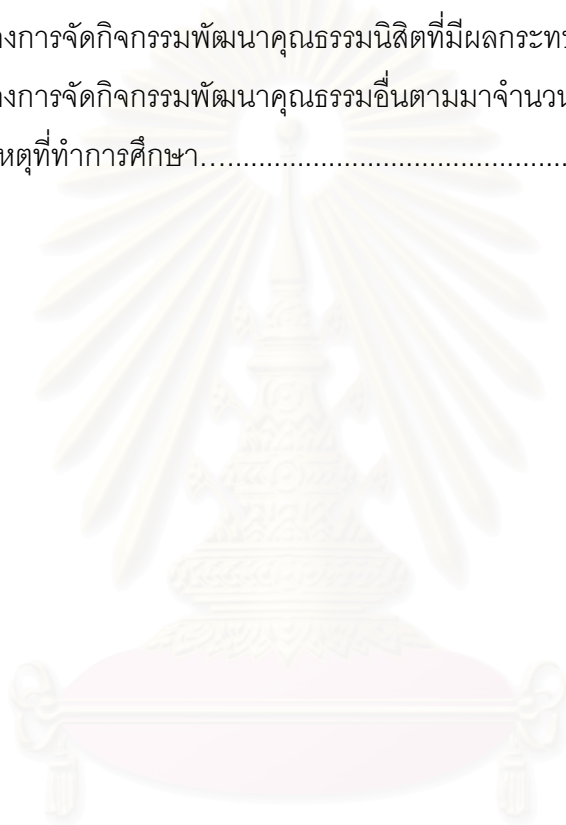 งการจัดกิจกรรมพัฒนาคุณธรรมนิสิตที่มีผลกระท
งการจัดกิจกรรมพัฒนาคุณธรรมอื่นตามมาจำนวน
หตุที่ทำการศึกษา…...........................................